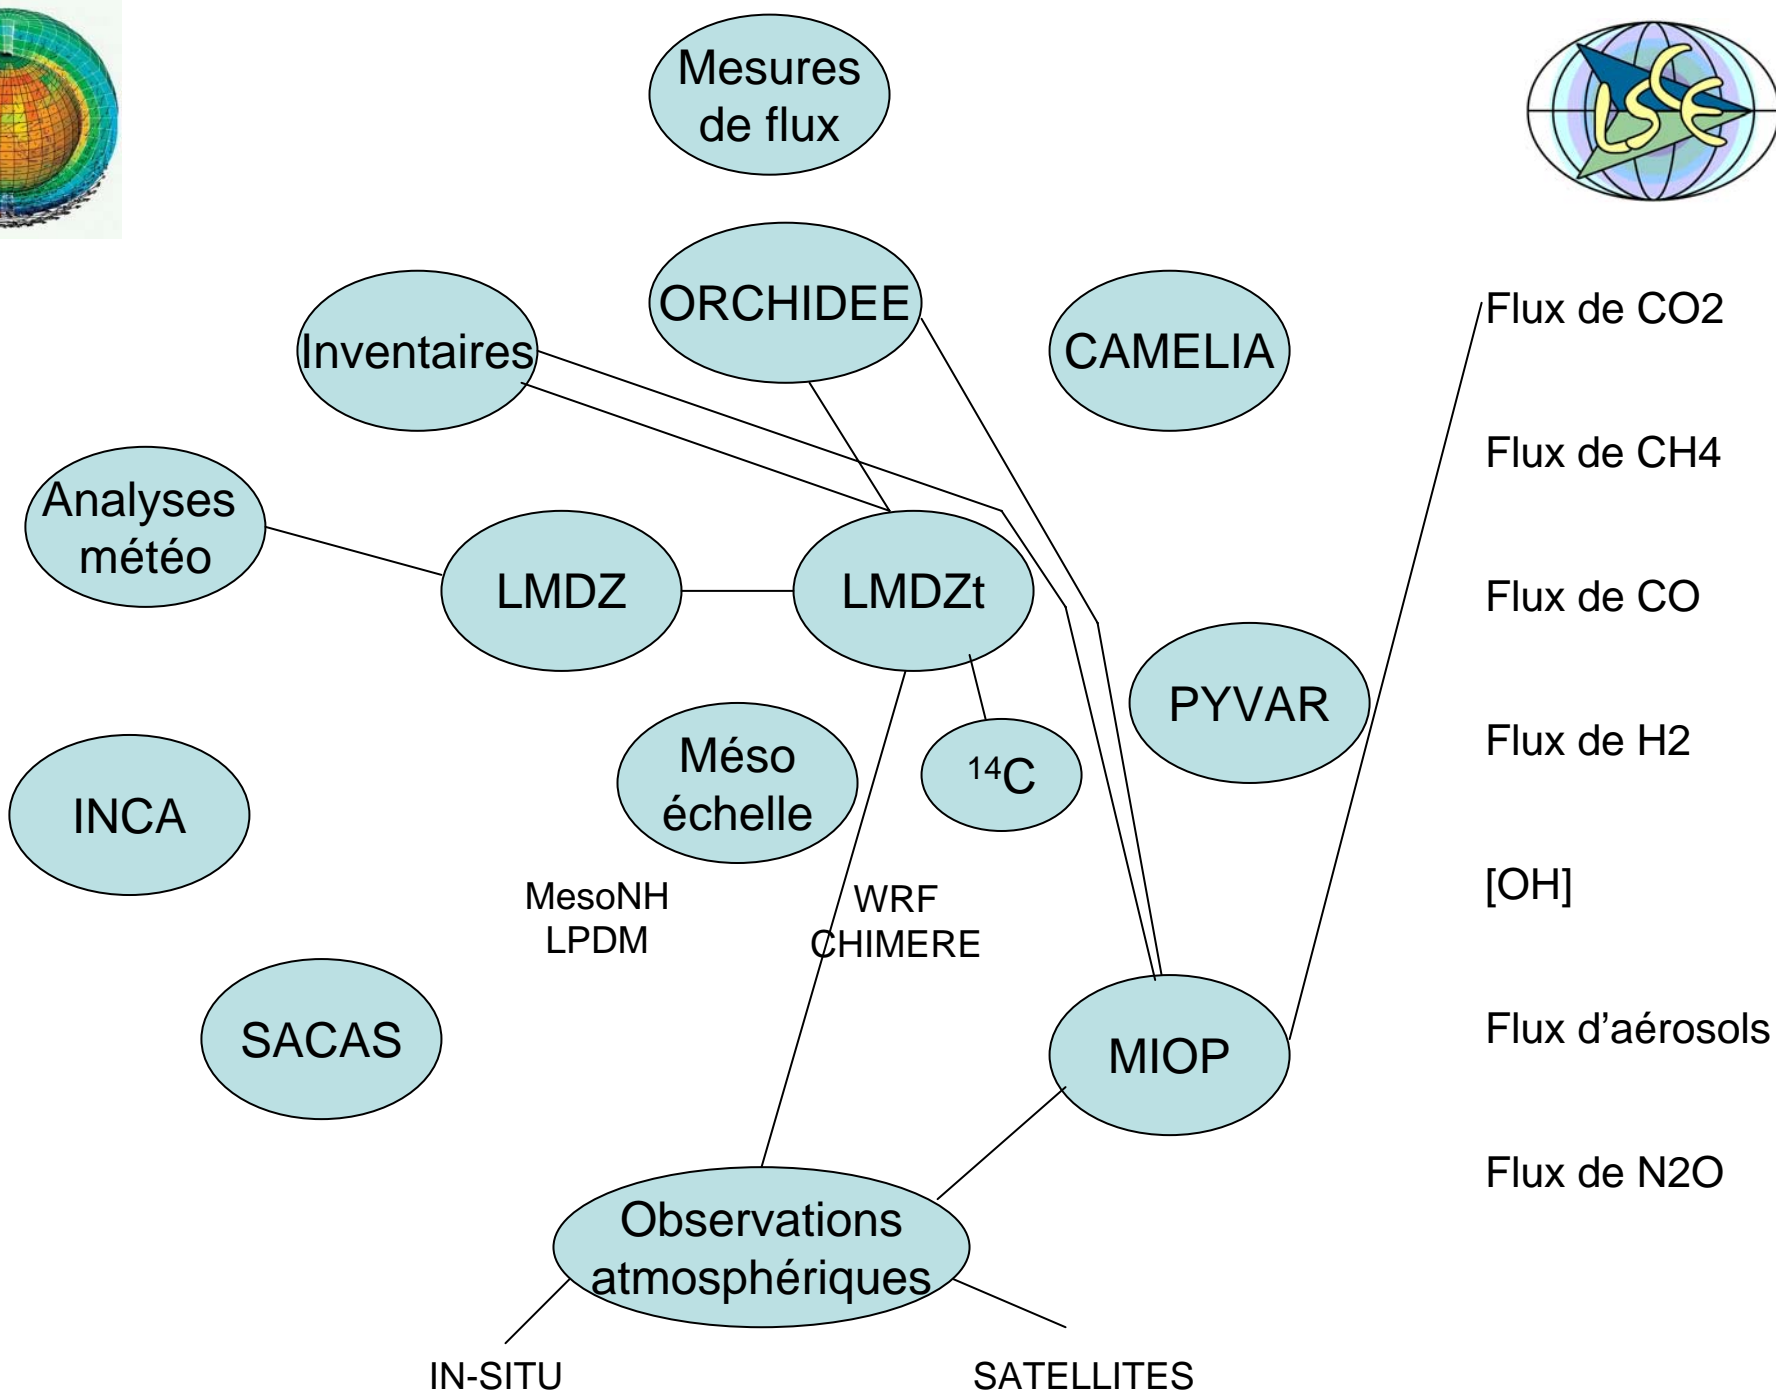 Mesures
de flux
LSCE
ORCHIDEE
Inventaires
CAMELIA
Flux de CO2
Flux de CH4
Analyses
météo
LMDZ
LMDZt
Flux de CO
PYVAR
Flux de H2
Méso
échelle
14C
INCA
MesoNH
LPDM
WRF
CHIMERE
[OH]
SACAS
MIOP
Flux d’aérosols
Flux de N2O
Observations
atmosphériques
IN-SITU
SATELLITES